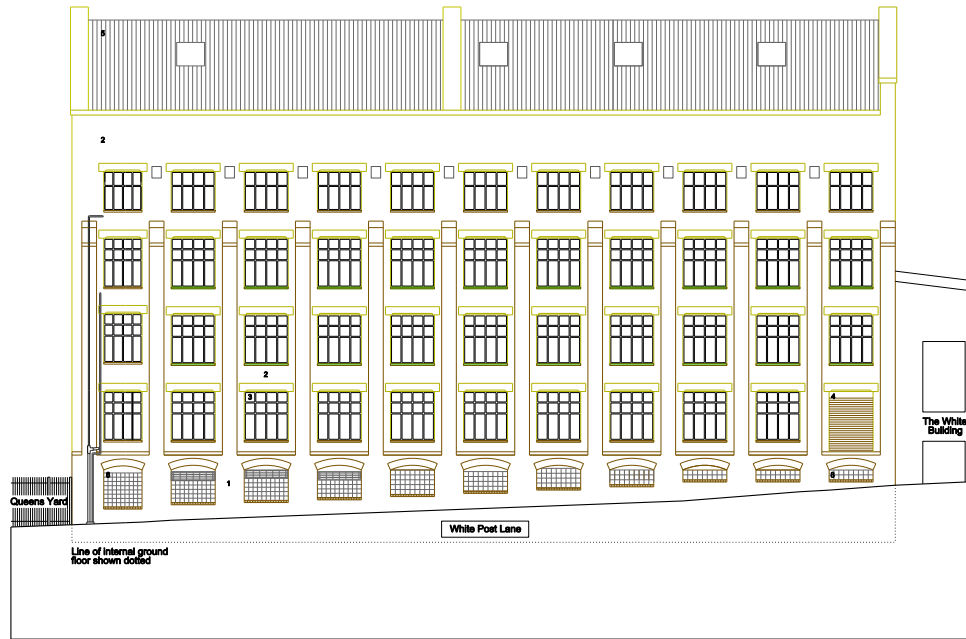 5
2
2
3
4
The White
Building
6
6
1
Queens Yard
White Post Lane
Line of internal ground
floor shown dotted